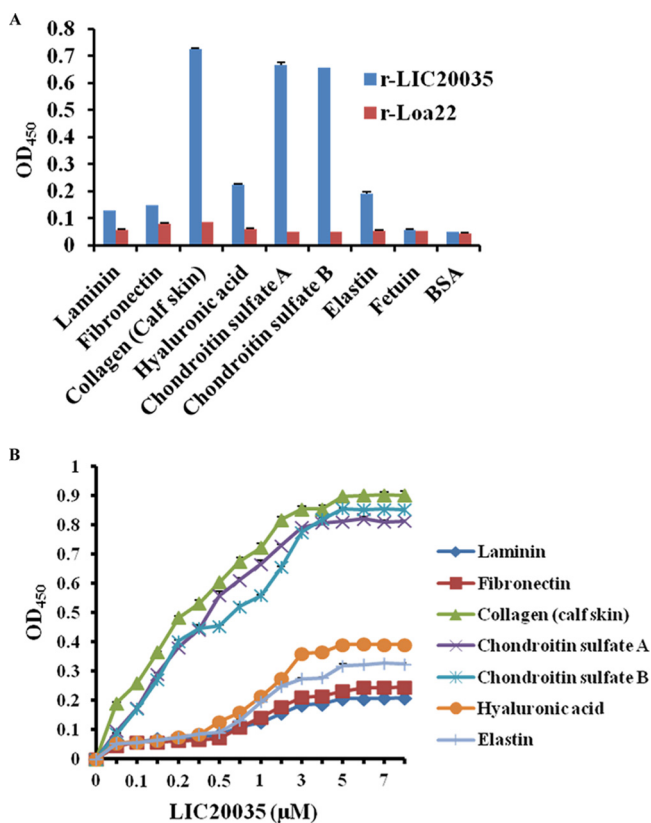 A
0.8
0.7
0.6
0.5
0.4
0.3
0.2
0.1
0
OD450
r-LIC20035
r-Loa22
Laminin
Fibronectin
Collagen (Calf skin)
Hyaluronic acid
Chondroitin sulfate A
Chondroitin sulfate B
Elastin
Fetuin
BSA
B
1
0.9
0.8
0.7
0.6
0.5
0.4
0.3
0.2
0.1
0
OD450
0 0.1 0.2 0.5 1 3 5 7
LIC20035 (µM)
Laminin
Fibronectin
Collagen (calf skin)
Chondroitin sulfate A
Chondroitin sulfate B
Hyaluronic acid
Elastin